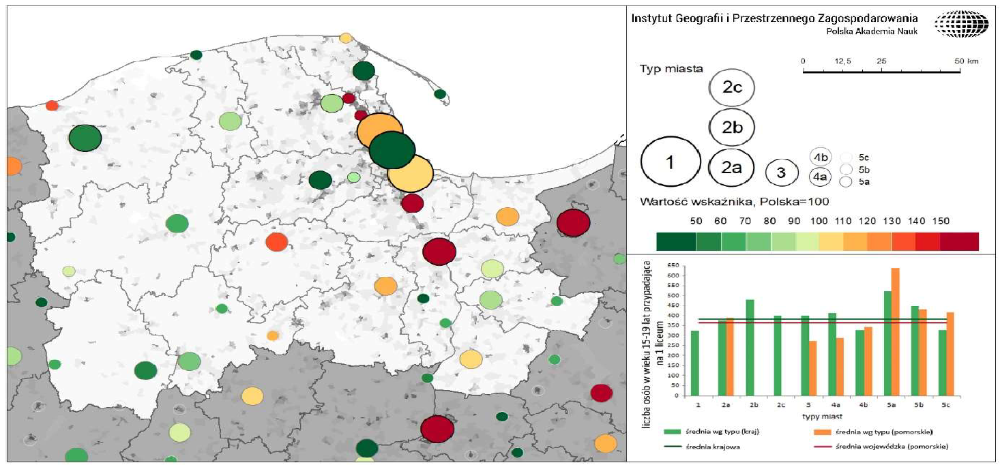 Instytut Geografii i Przestrzennego Zagospodarowania
Polska Akademia Nauk
Typ miasta
0 12,5 25 50 km
2c
2b
1
2a
3
4b
4a
5c
5b
5a
Wartość wskaźnika, Polska=100
50 60 70 80 90 100 110 120 130 140 150
liczba osób w wieku 15-19 lat przypadająca
na 1 liceum
650
600
550
500
450
400
350
300
250
200
150
100
50
0
1 2a 2b 2c 3 4a 4b 5a 5b 5c
typy miast
średnia wg typu (kraj)
średnia wg typu (pomorskie)
średnia krajowa
średnia wojewódzka (pomorskie)